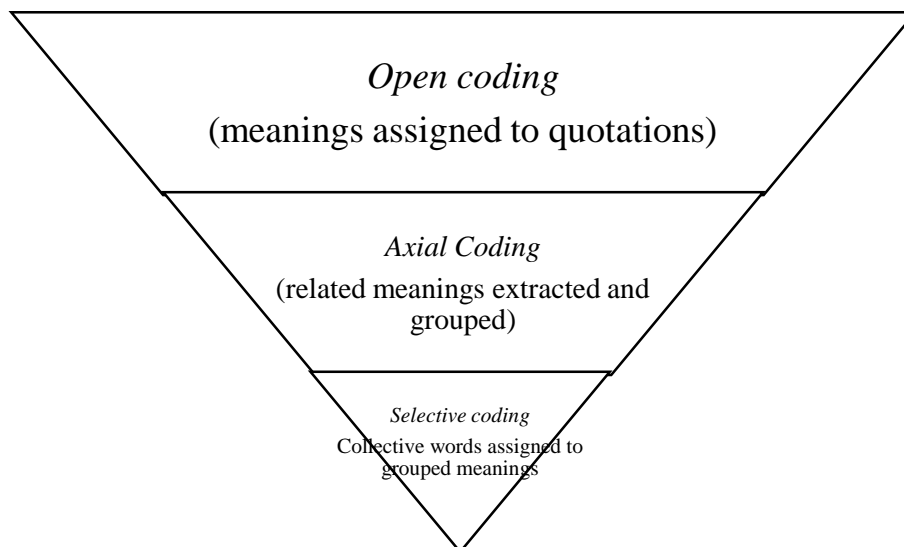 Open coding
(meanings assigned to quotations)
Axial Coding
(related meanings extracted and
grouped)
Selective coding
Collective words assigned to
grouped meanings